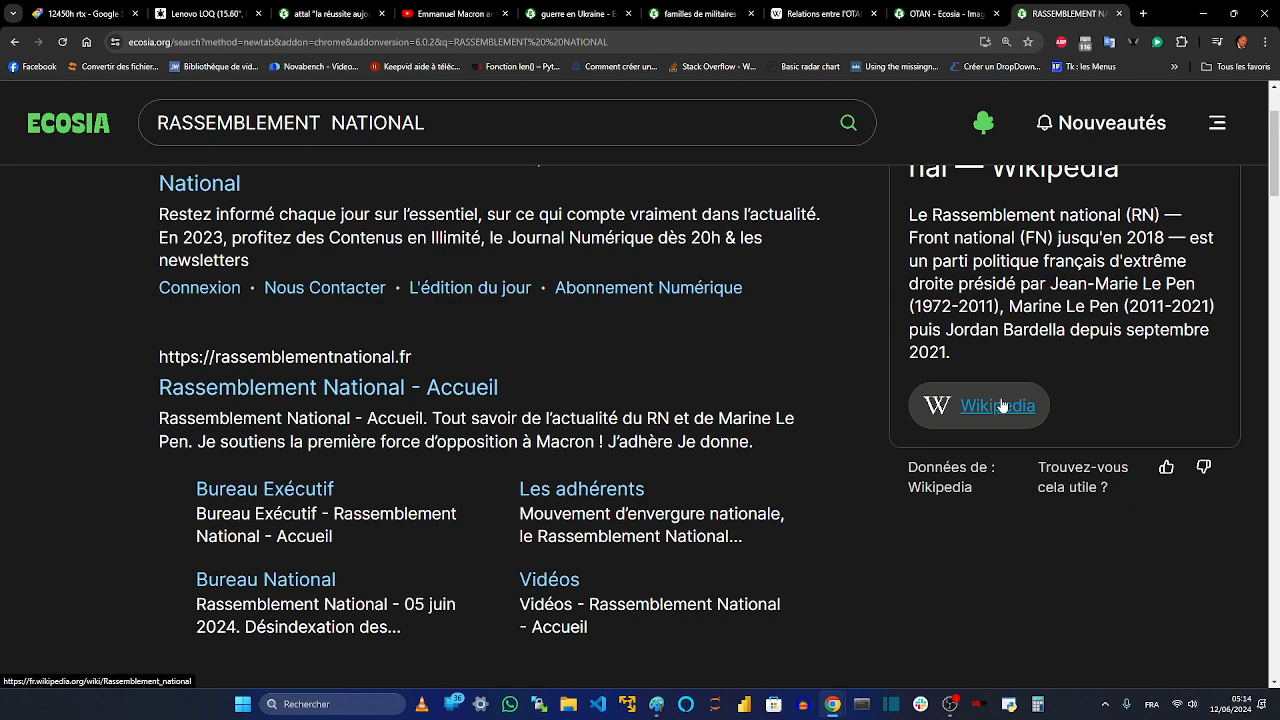 12450h rtx - Google S
Lenovo LOQ (15.60",
attal "la réussite aujo
Emmanuel Macron a
guerre en Ukraine - E
familles de militaires
Relations entre l'OTA
OTAN - Ecosia - Imag
RASSEMBLEMENT NA
ecosia.org/search?method=newtab&addon=chrome&addonversion=6.0.2&q=RASSEMBLEMENT%20%20NATIONAL
116
Facebook
Convertir des fichie...
Bibliothèque de vid...
Novabench - Video...
Keepvid aide à téléc...
Fonction len() – Pyt...
Comment créer un...
Stack Overflow - W...
Basic radar chart
Using the missingn...
Créer un DropDown...
Tk : les Menus
»
Tous les favoris
ECOSIA
RASSEMBLEMENT NATIONAL
Nouveautés
National
Restez informé chaque jour sur l'essentiel, sur ce qui compte vraiment dans l'actualité.
En 2023, profitez des Contenus en Illimité, le Journal Numérique dès 20h & les
newsletters
Connexion • Nous Contacter • L'édition du jour • Abonnement Numérique
https://rassemblementnational.fr
Rassemblement National - Accueil
Rassemblement National - Accueil. Tout savoir de l'actualité du RN et de Marine Le
Pen. Je soutiens la première force d'opposition à Macron ! J'adhère Je donne.
Bureau Exécutif
Bureau Exécutif - Rassemblement
National - Accueil
Les adhérents
Mouvement d'envergure nationale,
le Rassemblement National...
Bureau National
Rassemblement National - 05 juin
2024. Désindexation des...
Vidéos
Vidéos - Rassemblement National
- Accueil
nal — Wikipedia
Le Rassemblement national (RN) —
Front national (FN) jusqu'en 2018 — est
un parti politique français d'extrême
droite présidé par Jean-Marie Le Pen
(1972-2011), Marine Le Pen (2011-2021)
puis Jordan Bardella depuis septembre
2021.
W Wikipedia
Données de :
Wikipedia
Trouvez-vous
cela utile ?
https://fr.wikipedia.org/wiki/Rassemblement_national
Rechercher
36
FRA
05:14
12/06/2024